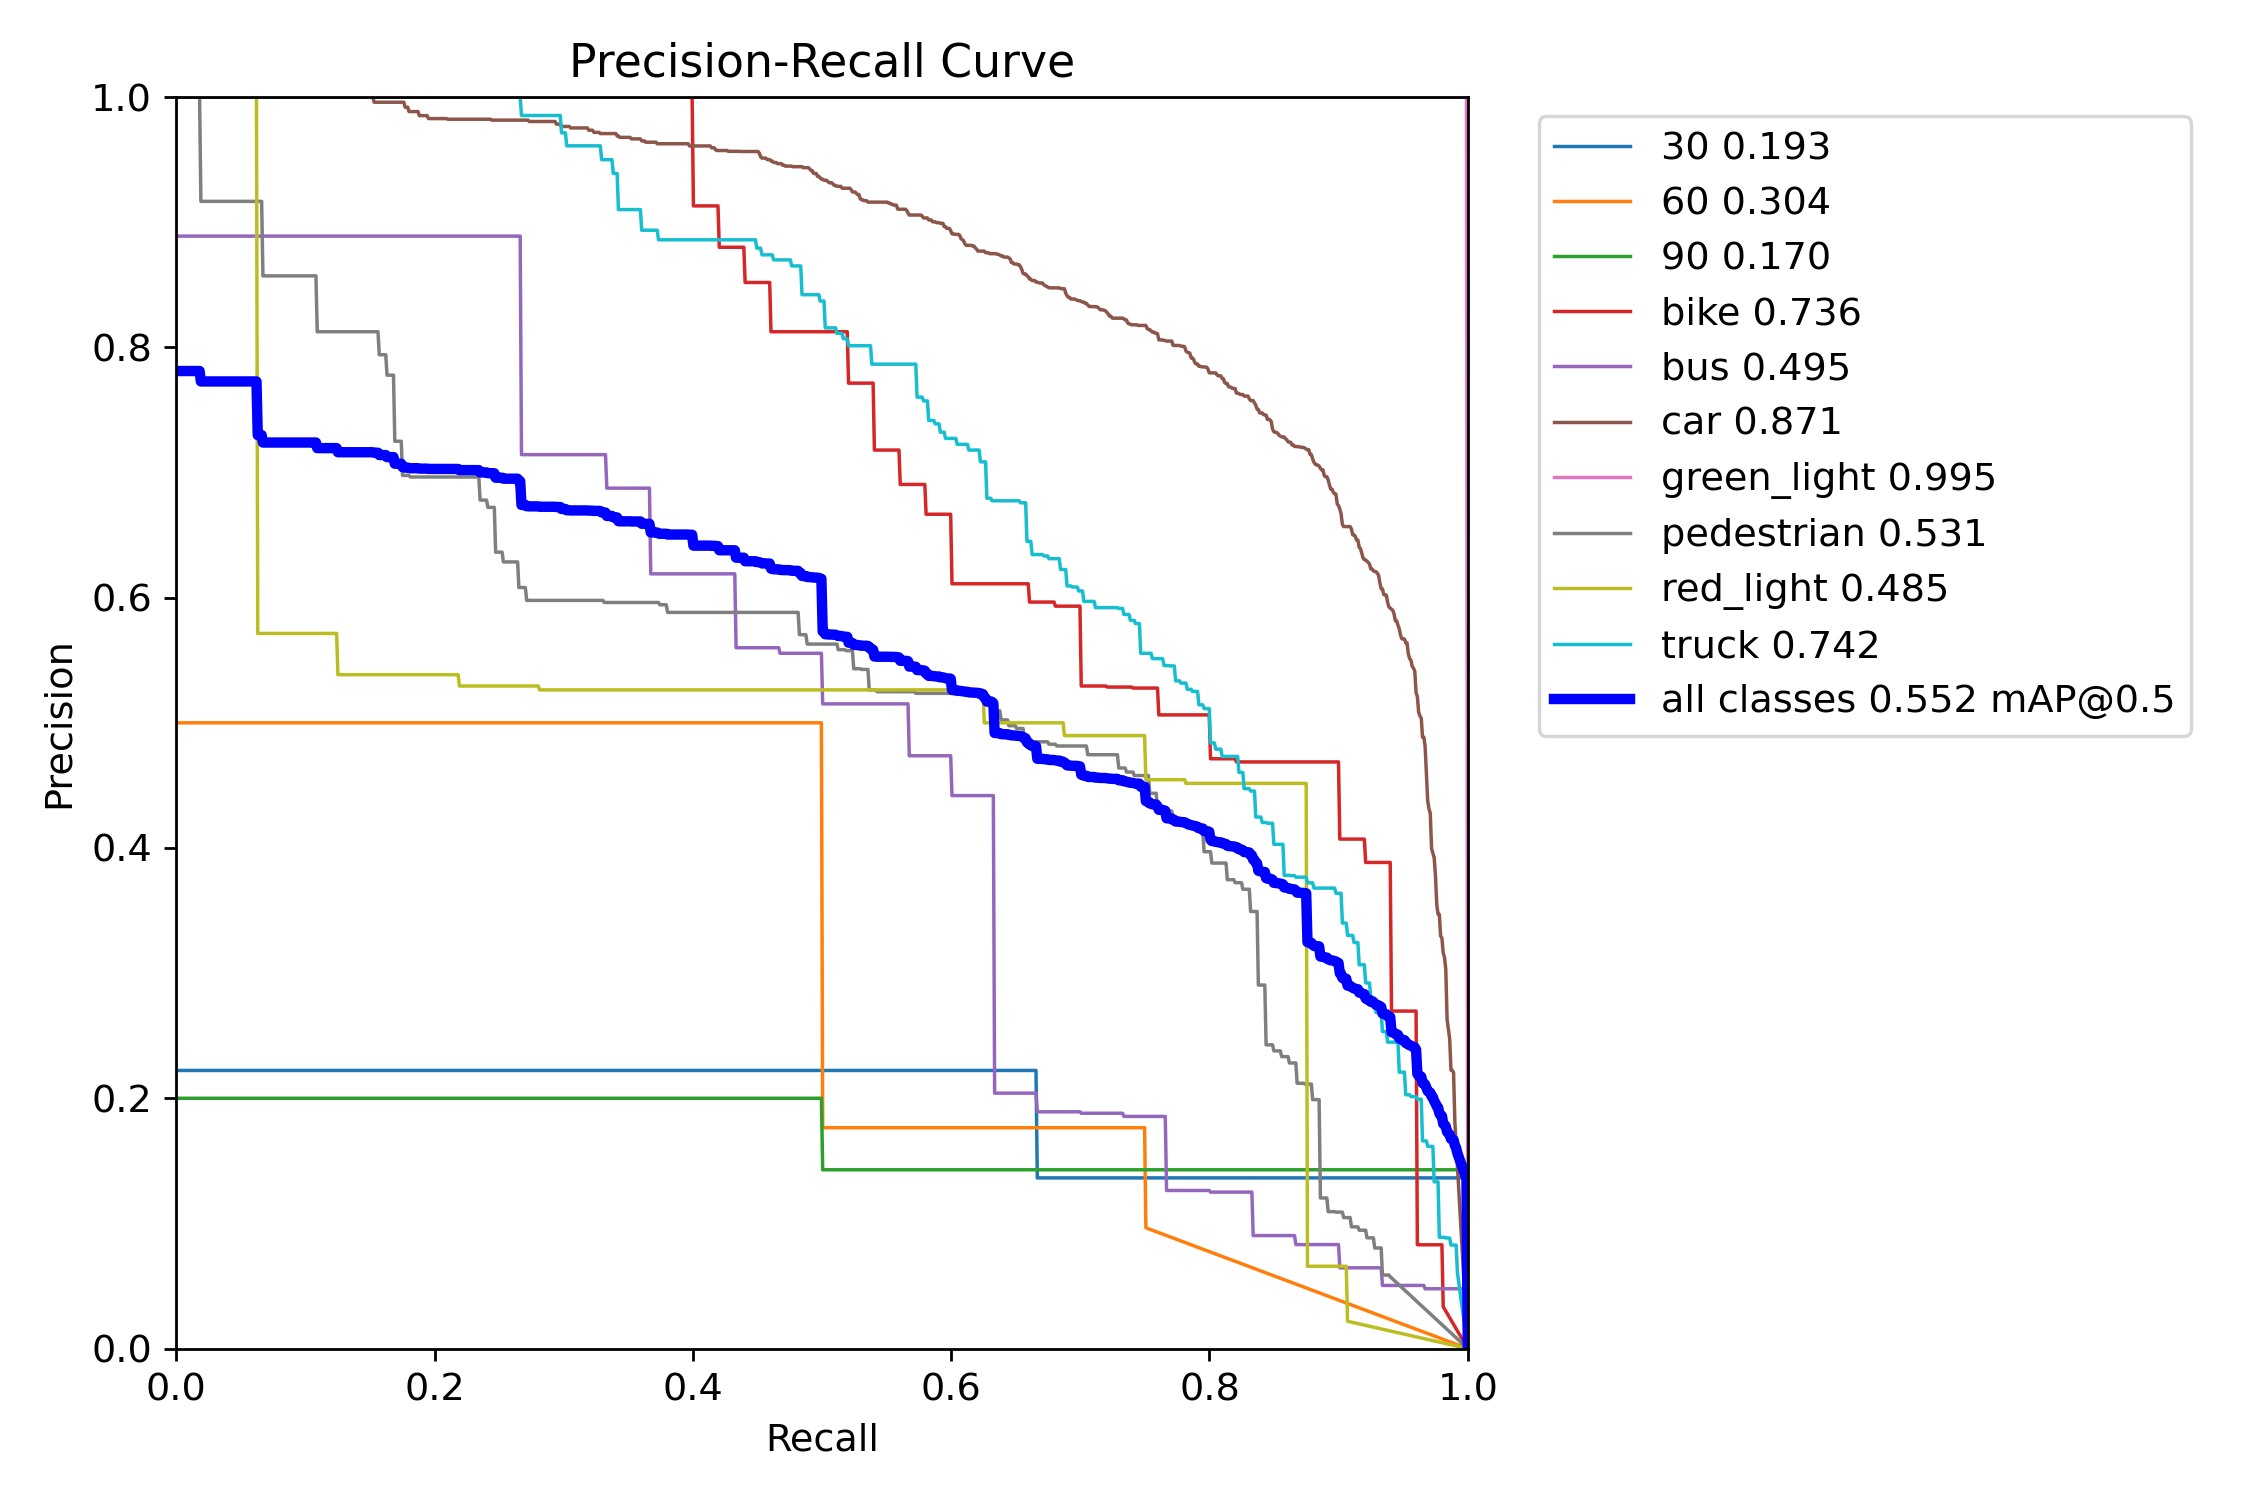 Precision-Recall Curve
1.0
0.8
0.6
0.4
0.2
0.0
Precision
0.0 0.2 0.4 0.6 0.8 1.0
Recall
30 0.193
60 0.304
90 0.170
bike 0.736
bus 0.495
car 0.871
green_light 0.995
pedestrian 0.531
red_light 0.485
truck 0.742
all classes 0.552 mAP@0.5